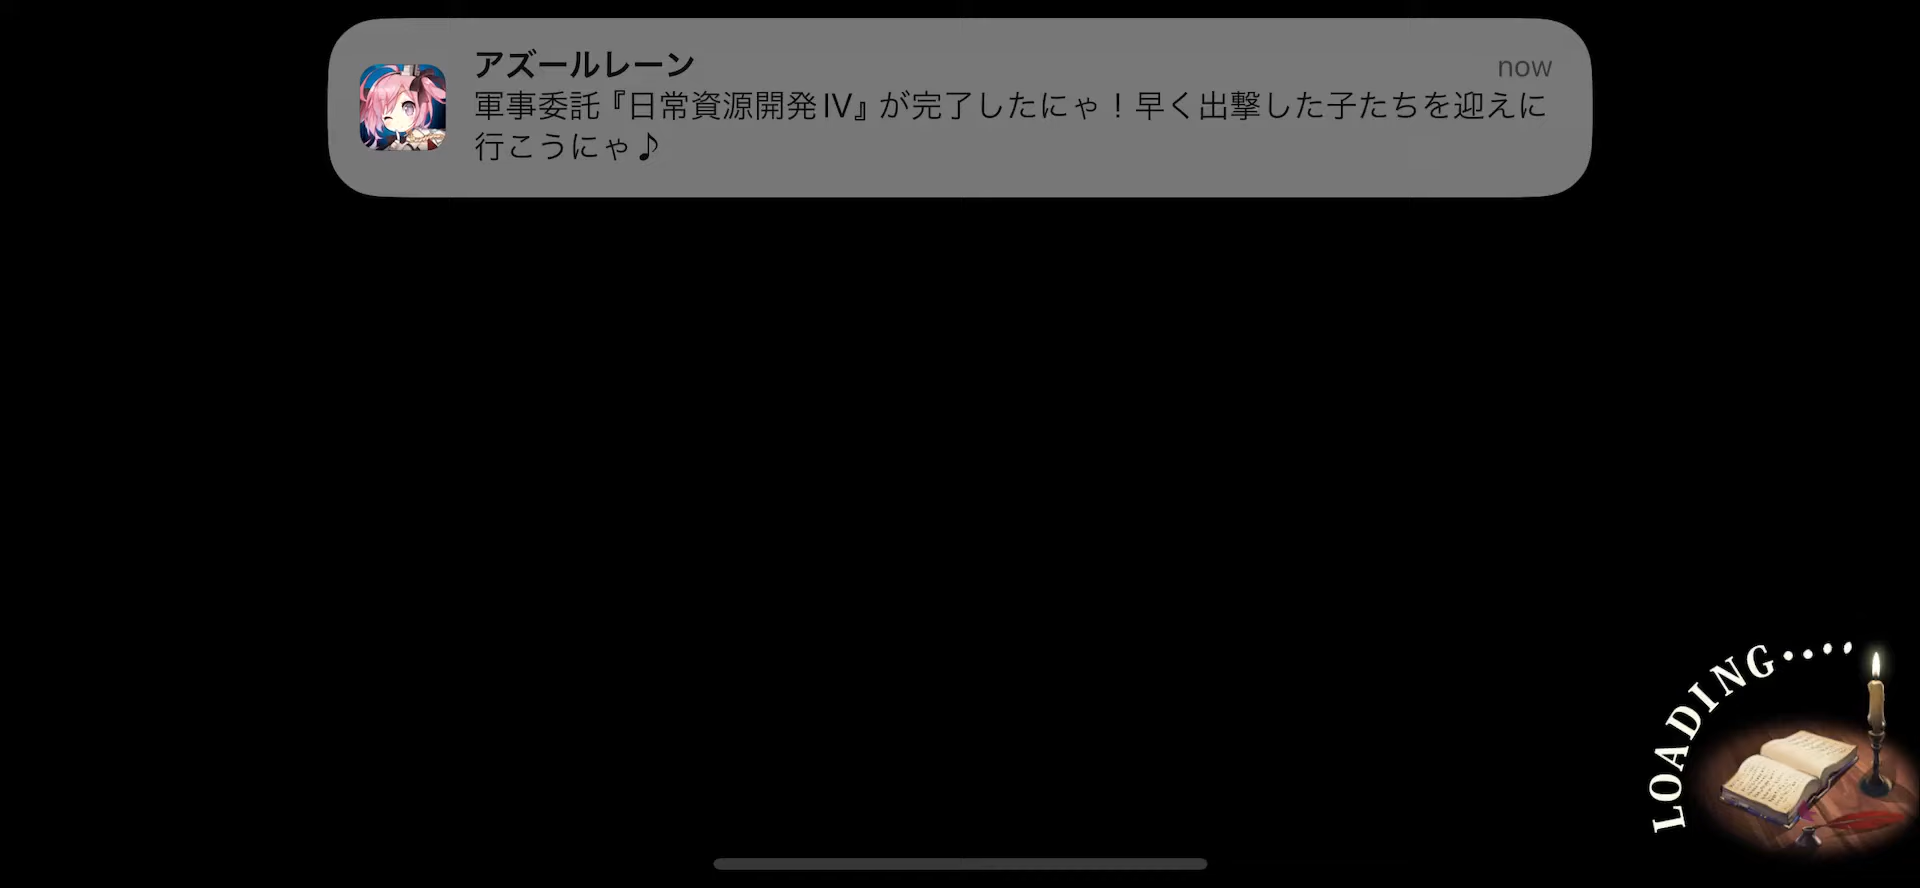 アズールレーン
now
軍事委託『日常資源開発Ⅳ』が完了したにゃ！早く出撃した子たちを迎えに
行こうにゃ♪
LOADING····